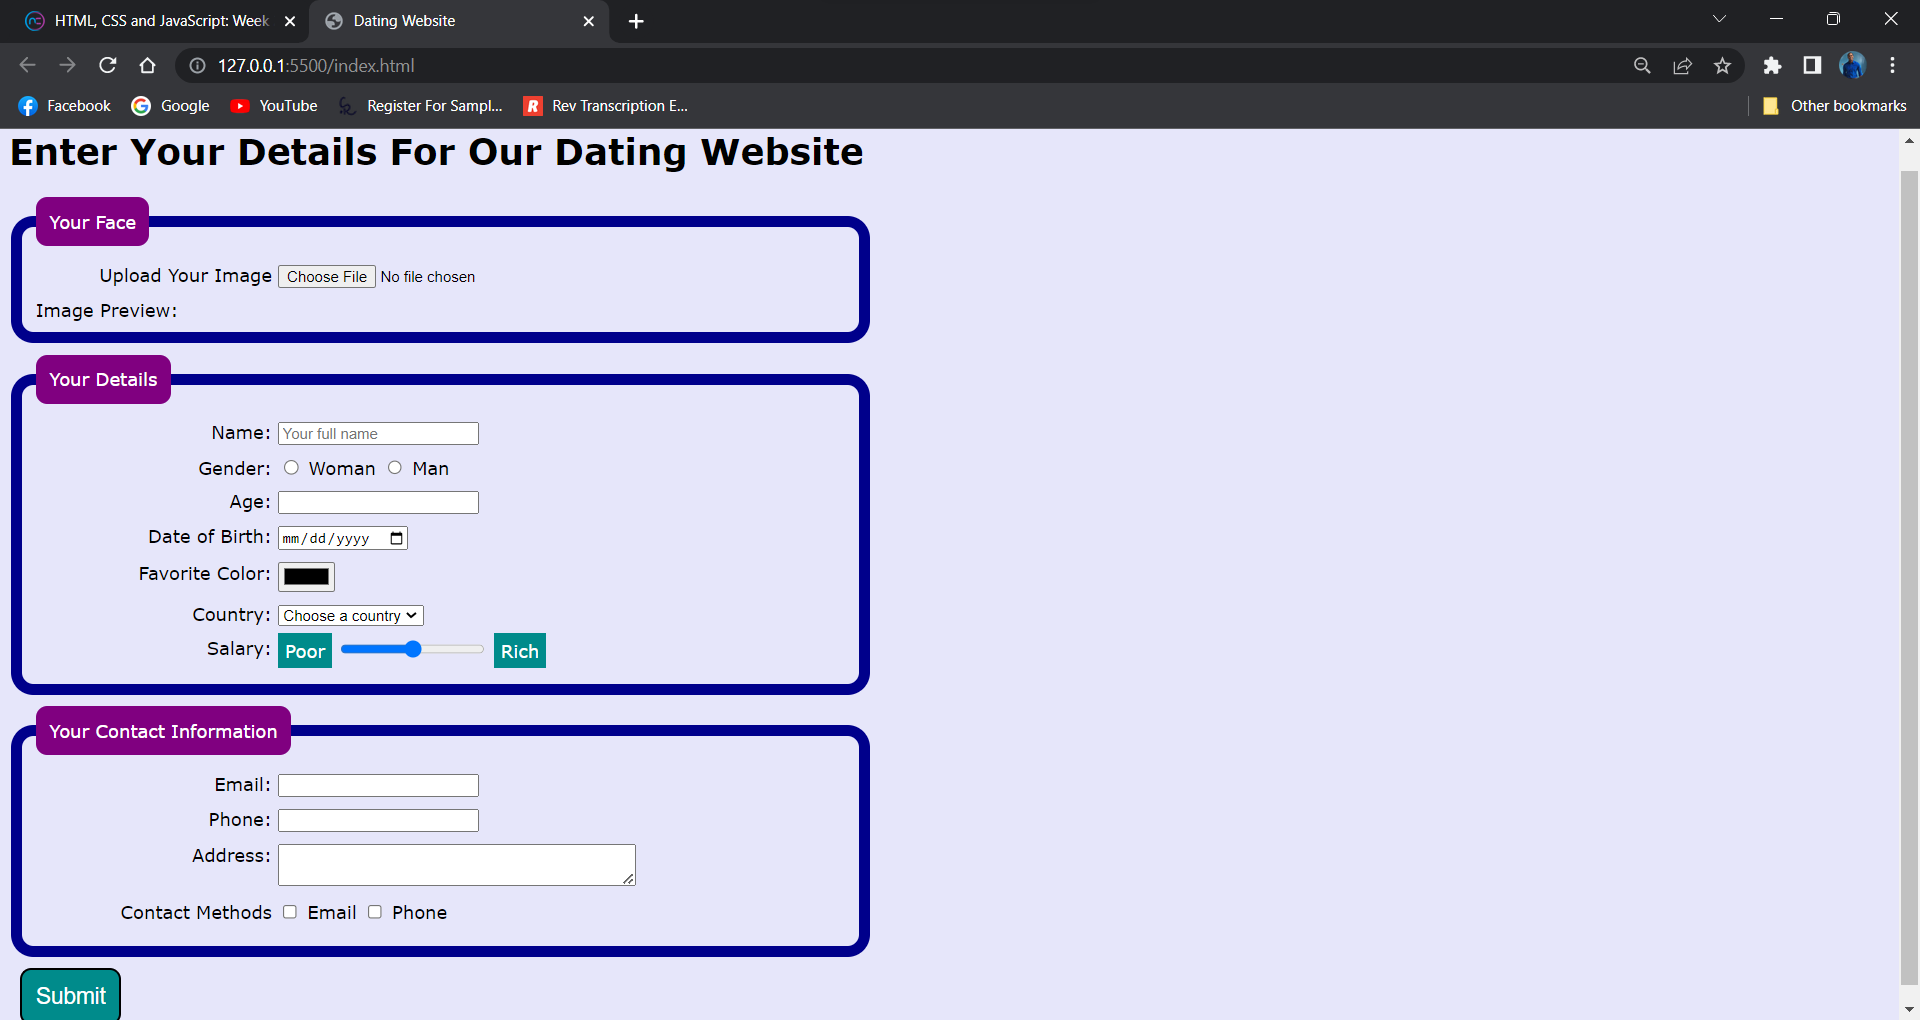 HTML, CSS and JavaScript: Week
Dating Website
127.0.0.1:5500/index.html
Facebook
Google
YouTube
Register For Sampl...
Rev Transcription E...
Other bookmarks
Enter Your Details For Our Dating Website
Your Face
Upload Your Image Choose File No file chosen
Image Preview:
Your Details
Name: Your full name
Gender: Woman Man
Age:
Date of Birth: mm/dd/yyyy
Favorite Color:
Country: Choose a country
Salary: Poor Rich
Your Contact Information
Email:
Phone:
Address:
Contact Methods Email Phone
Submit